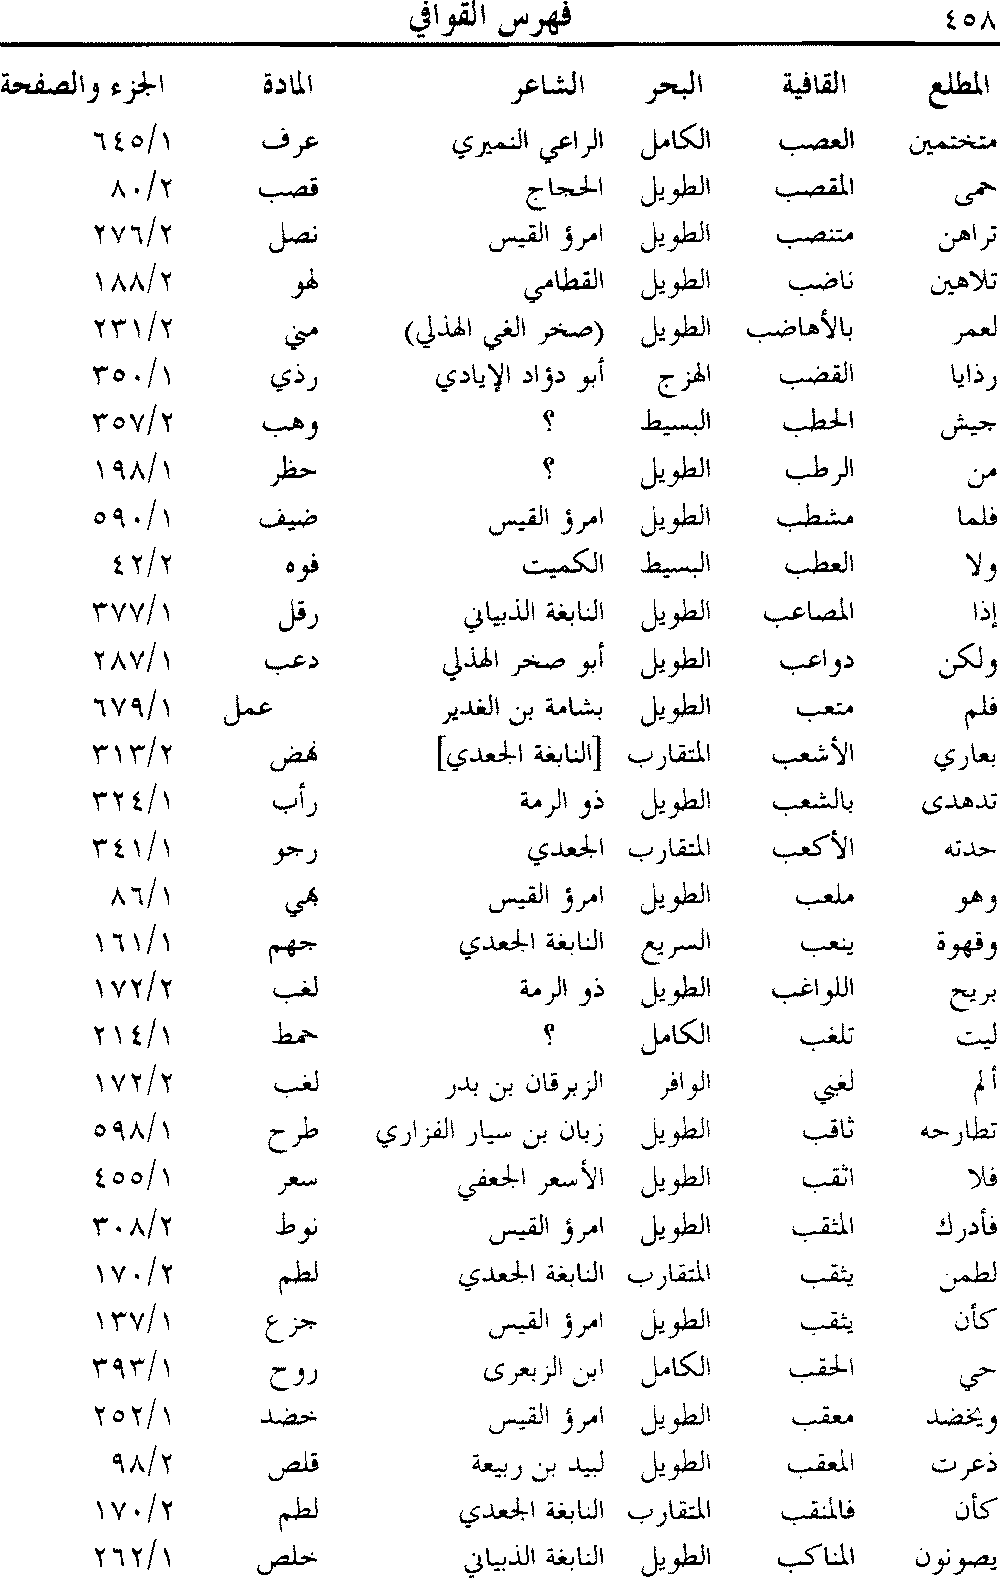 ٤٥٨ فهرس القوافي
المطلع القافية البحر الشاعر المادة الجزء والصفحة
متختمين العصب الكامل الراعي النميري عرف ٦٤٥/١
حمى المقصب الطويل الحجاج قصب ٨٠/٢
تراهن متنصب الطويل امرؤ القيس نصل ٢٧٦/٢
تلاهين ناضب الطويل القطامي لهو ١٨٨/٢
لعمر بالأهاضب الطويل (صخر الغي الهذلي) مني ٢٣١/٢
رذايا القضب الهزج أبو دؤاد الإيادي رذي ٣٥٠/١
جيش الحطب البسيط ؟ وهب ٣٥٧/٢
من الرطب الطويل ؟ حظر ١٩٨/١
فلما مشطب الطويل امرؤ القيس ضيف ٥٩٠/١
ولا العطب البسيط الكميت فوه ٤٢/٢
إذا المصاعب الطويل النابغة الذبياني رقل ٣٧٧/١
ولكن دواعب الطويل أبو صخر الهذلي دعب ٢٨٧/١
فلم متعب الطويل بشامة بن الغدير عمل ٦٧٩/١
بعاري الأشعب المتقارب [النابغة الجعدي] نهض ٣١٣/٢
تدهدى بالشعب الطويل ذو الرمة رأب ٣٢٤/١
حدته الأكعب المتقارب الجعدي رجو ٣٤١/١
وهو ملعب الطويل امرؤ القيس بهي ٨٦/١
وقهوة ينعب السريع النابغة الجعدي جهم ١٦١/١
بريح اللواغب الطويل ذو الرمة لغب ١٧٢/٢
ليت تلغب الكامل ؟ حمط ٢١٤/١
ألم لغبي الوافر الزبرقان بن بدر لغب ١٧٢/٢
تطارحه ثاقب الطويل زبان بن سيار الفزاري طرح ٥٩٨/١
فلا اثقب الطويل الأسعر الجعفي سعر ٤٥٥/١
فأدرك المثقب الطويل امرؤ القيس نوط ٣٠٨/٢
لطمن يثقب المتقارب النابغة الجعدي لطم ١٧٠/٢
كأن يثقب الطويل امرؤ القيس جزع ١٣٧/١
حي الحقب الكامل ابن الزبعرى روح ٣٩٣/١
ويخضد معقب الطويل امرؤ القيس خضد ٢٥٢/١
ذعرت المعقب الطويل لبيد بن ربيعة قلص ٩٨/٢
كأن فالمنقب المتقارب النابغة الجعدي لطم ١٧٠/٢
يصونون المناكب الطويل النابغة الذبياني خلص ٢٦٢/١